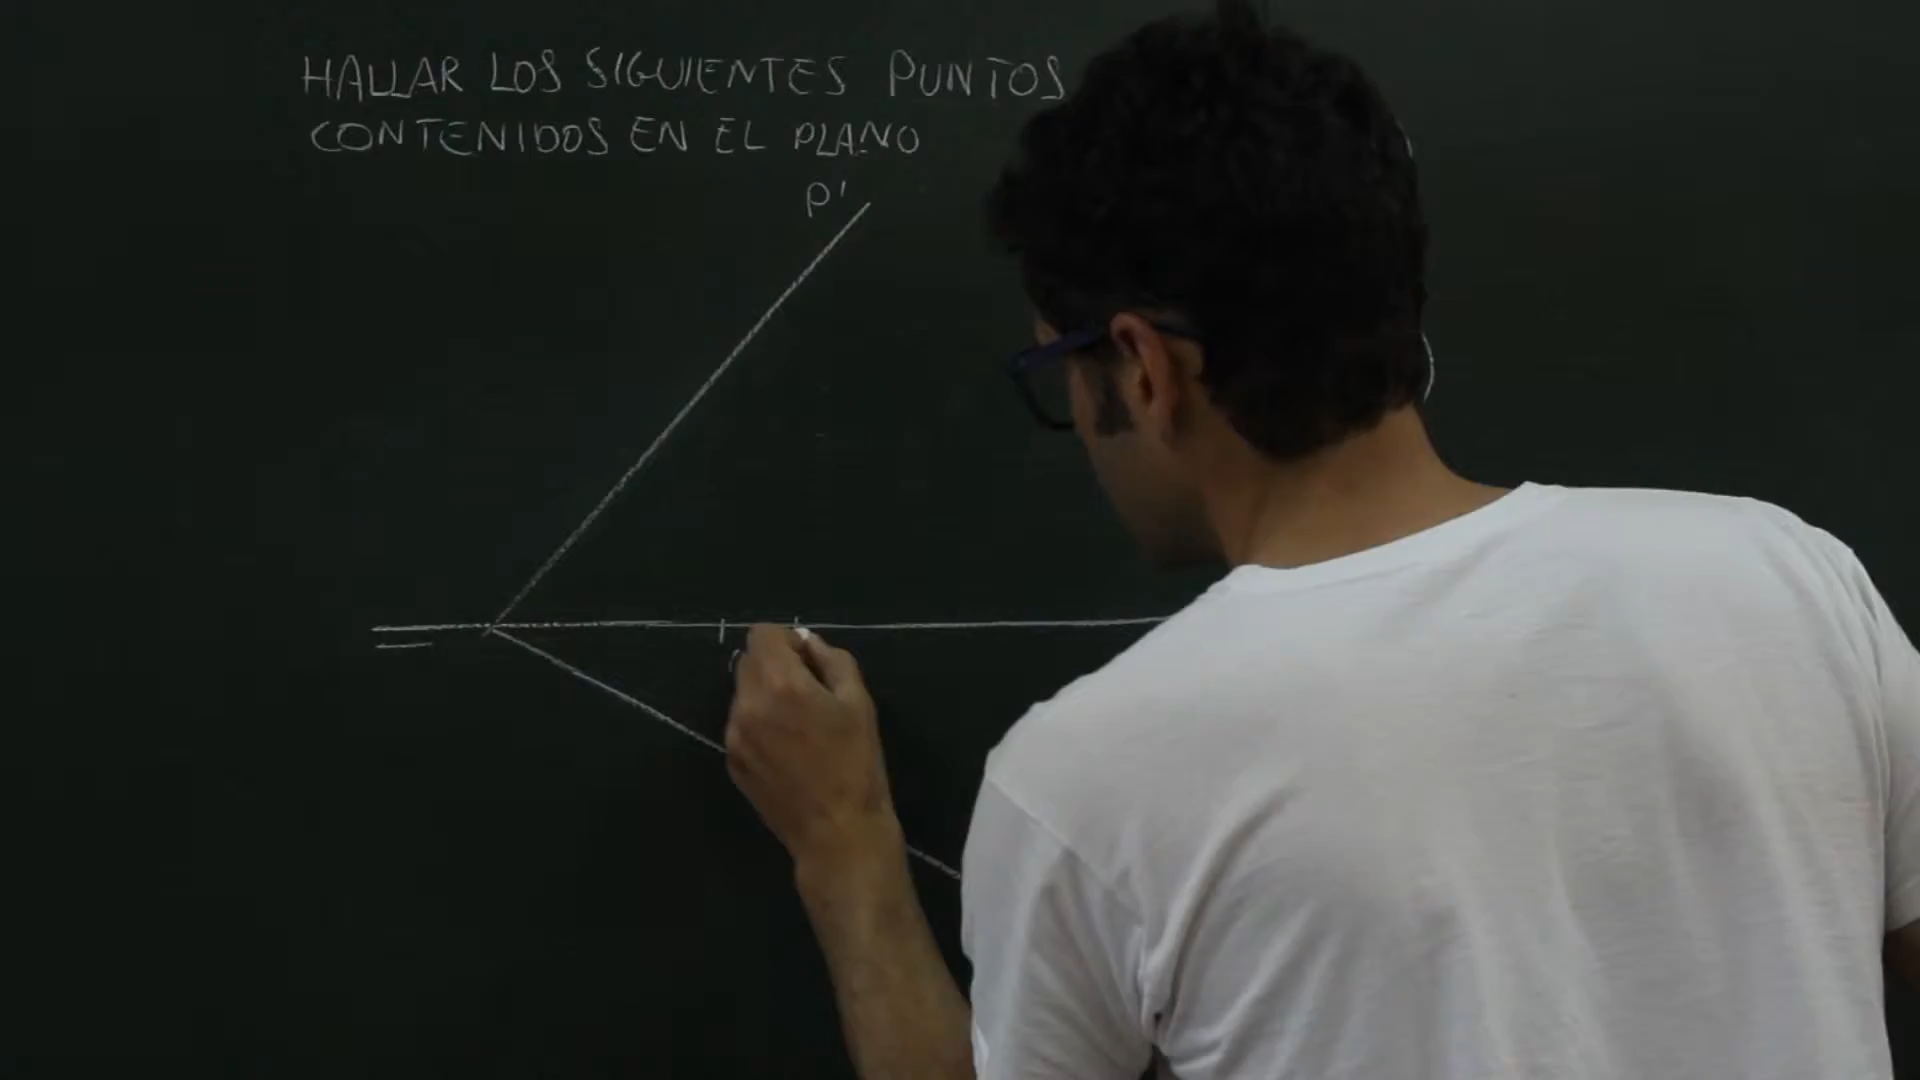 HALLAR LOS SIGUIENTES PUNTOS
CONTENIDOS EN EL PLANO
P'